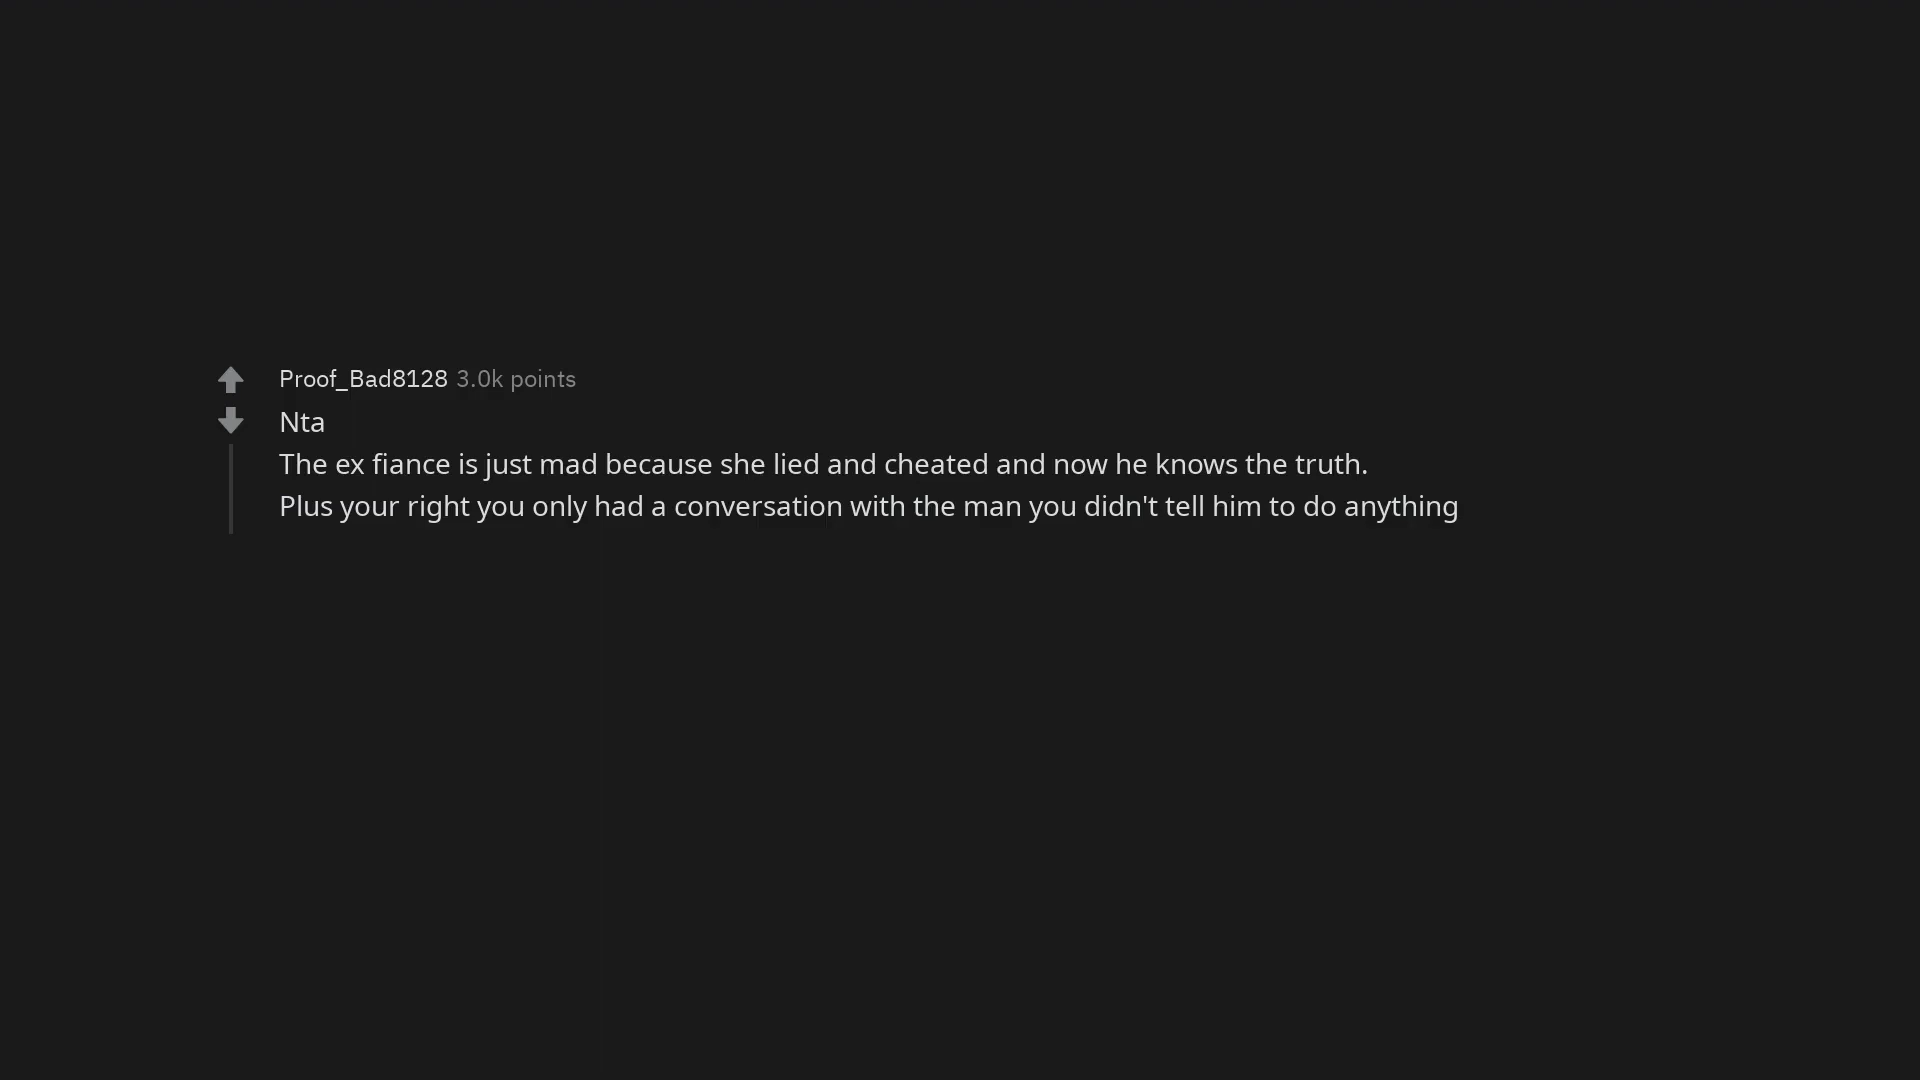 Proof_Bad8128 3.0k points
Nta
The ex fiance is just mad because she lied and cheated and now he knows the truth.
Plus your right you only had a conversation with the man you didn't tell him to do anything